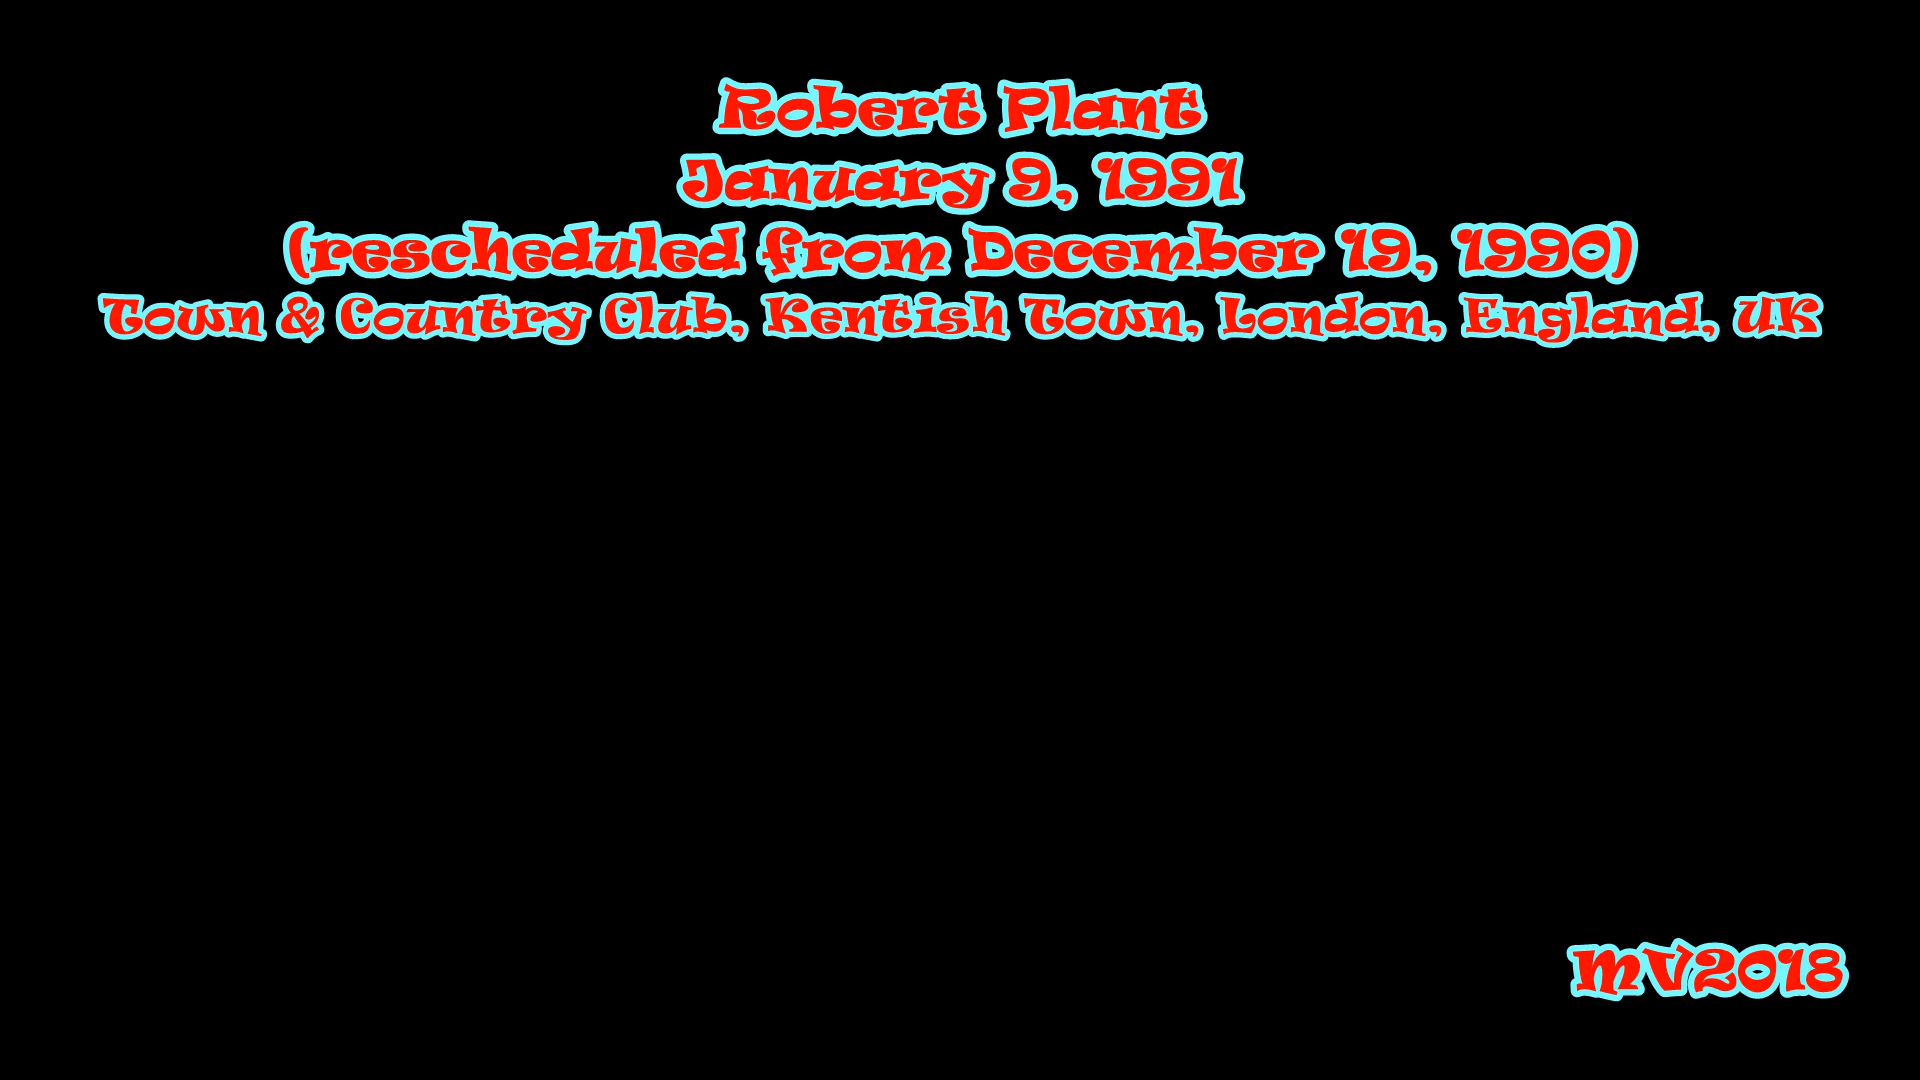 Robert Plant
January 9, 1991
(rescheduled from December 19, 1990)
Town & Country Club, Kentish Town, London, England, UK
MV2018